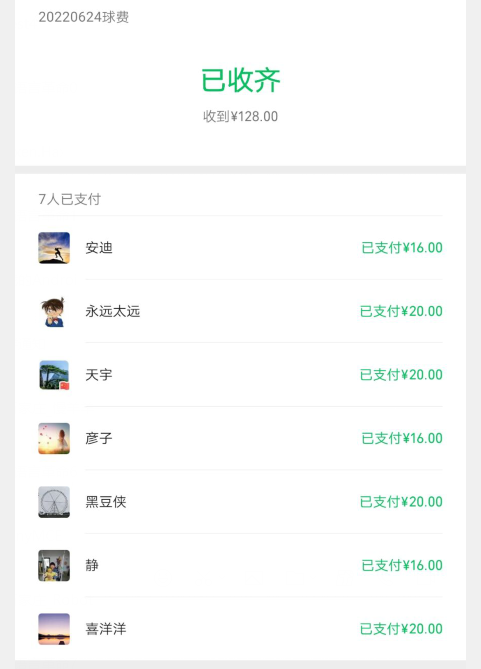 20220624球费
已收齐
收到¥128.00
7人已支付
安迪 已支付¥16.00
永远太远 已支付¥20.00
天宇 已支付¥20.00
彦子 已支付¥16.00
黑豆侠 已支付¥20.00
静 已支付¥16.00
喜洋洋 已支付¥20.00